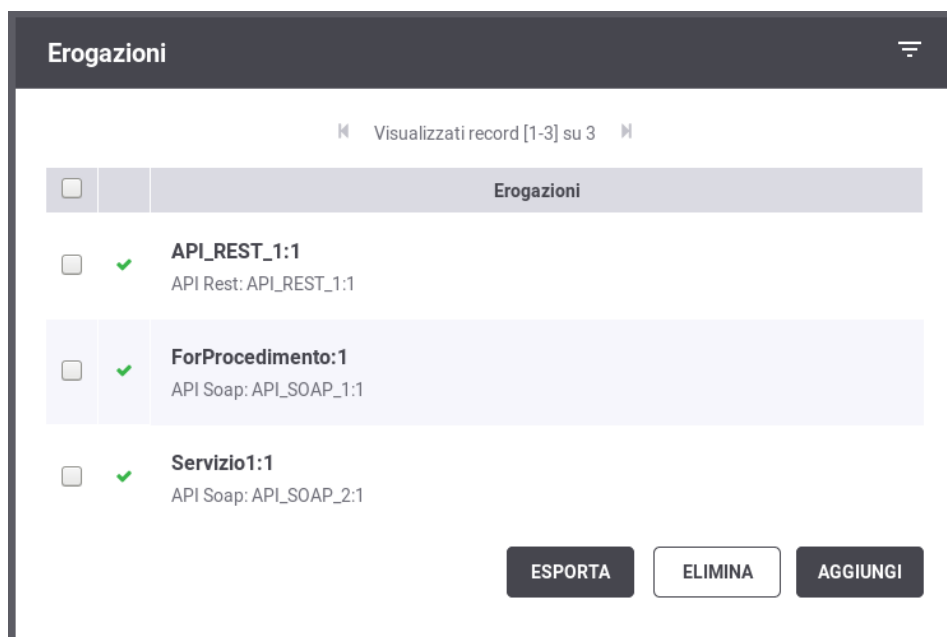 Erogazioni
Visualizzati record [1-3] su 3
Erogazioni
API_REST_1:1
API Rest: API_REST_1:1
ForProcedimento:1
API Soap: API_SOAP_1:1
Servizio1:1
API Soap: API_SOAP_2:1
ESPORTA ELIMINA AGGIUNGI